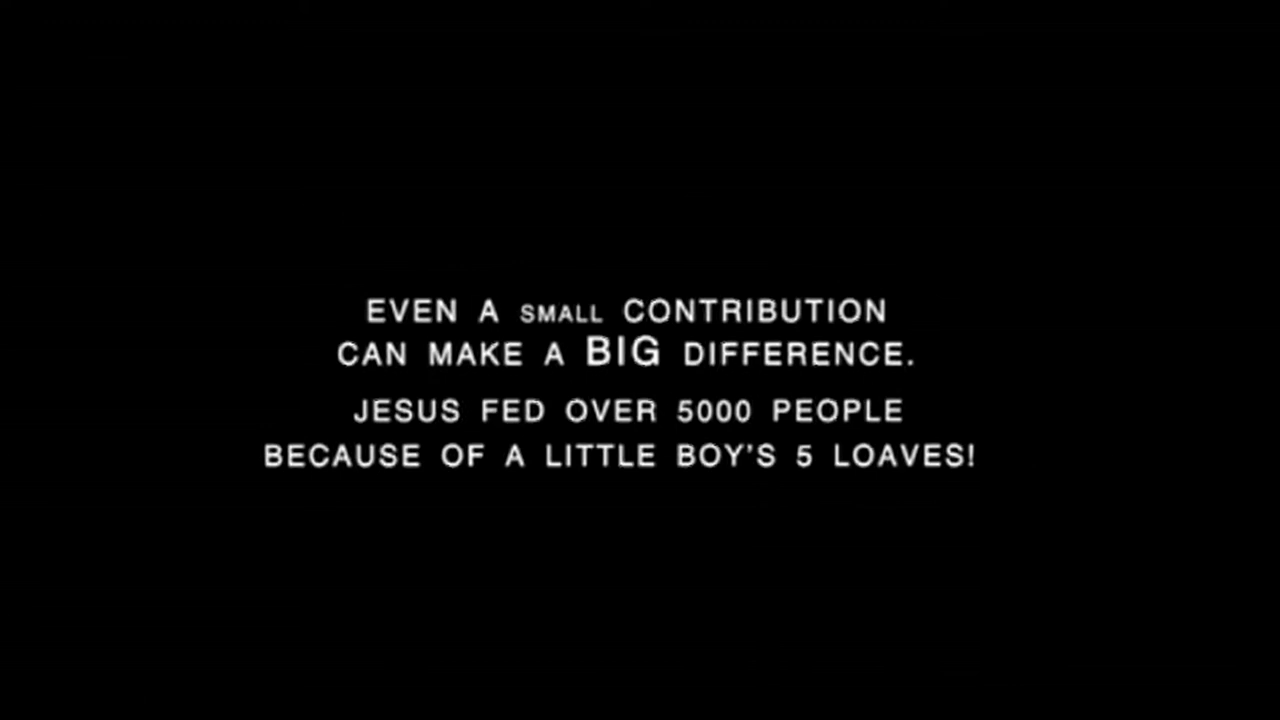 EVEN A SMALL CONTRIBUTION
CAN MAKE A BIG DIFFERENCE.
JESUS FED OVER 5000 PEOPLE
BECAUSE OF A LITTLE BOY'S 5 LOAVES!